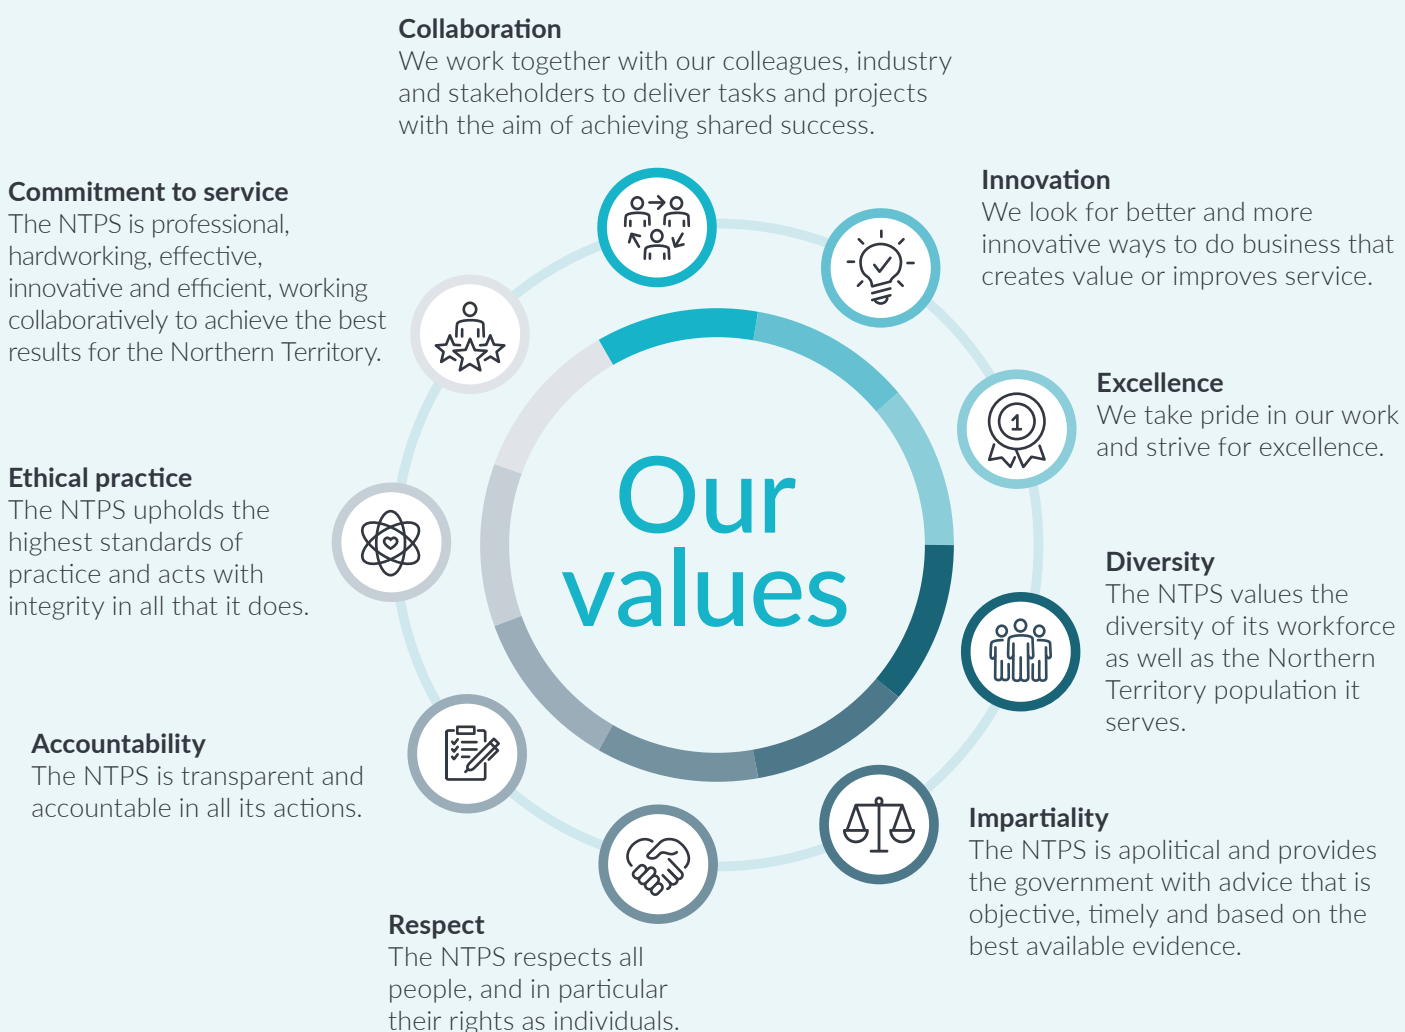 Collaboration
We work together with our colleagues, industry
and stakeholders to deliver tasks and projects
with the aim of achieving shared success.
Innovation
We look for better and more
innovative ways to do business that
creates value or improves service.
Excellence
We take pride in our work
and strive for excellence.
Diversity
The NTPS values the
diversity of its workforce
as well as the Northern
Territory population it
serves.
Impartiality
The NTPS is apolitical and provides
the government with advice that is
objective, timely and based on the
best available evidence.
Respect
The NTPS respects all
people, and in particular
their rights as individuals.
Accountability
The NTPS is transparent and
accountable in all its actions.
Ethical practice
The NTPS upholds the
highest standards of
practice and acts with
integrity in all that it does.
Commitment to service
The NTPS is professional,
hardworking, effective,
innovative and efficient, working
collaboratively to achieve the best
results for the Northern Territory.
Our
values
1